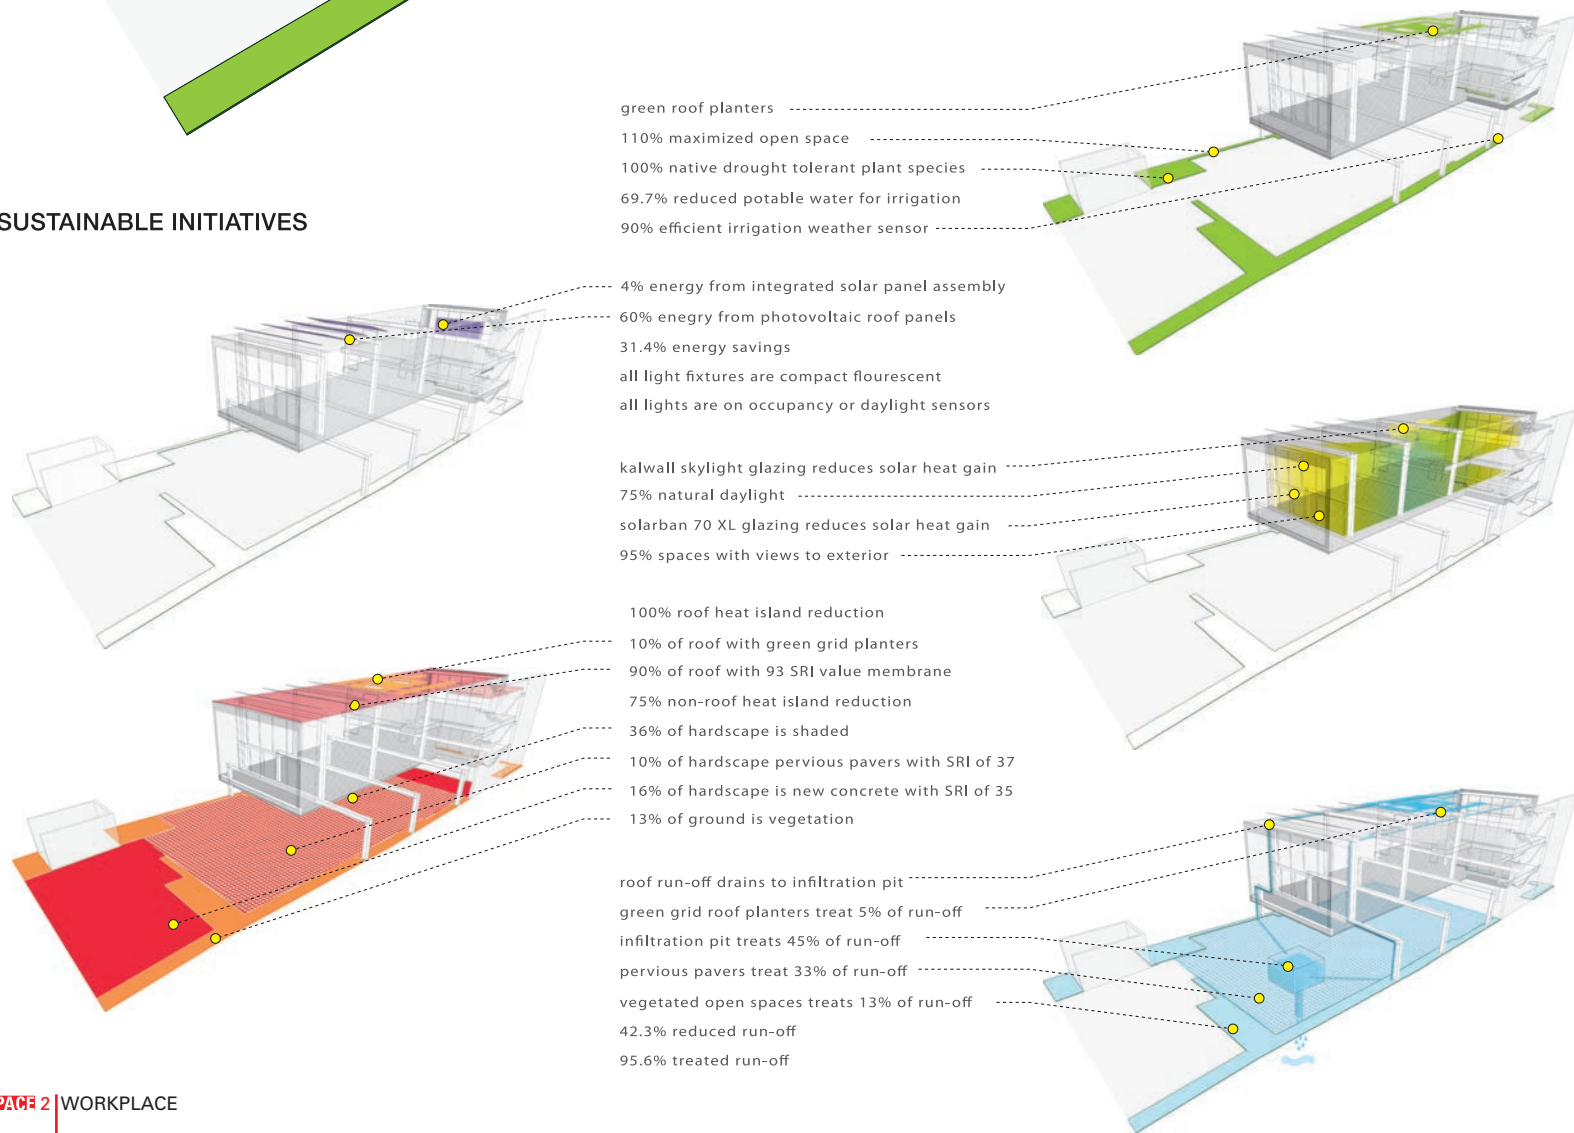 green roof planters
110% maximized open space
100% native drought tolerant plant species
69.7% reduced potable water for irrigation
90% efficient irrigation weather sensor
SUSTAINABLE INITIATIVES
4% energy from integrated solar panel assembly
60% enegry from photovoltaic roof panels
31.4% energy savings
all light fixtures are compact flourescent
all lights are on occupancy or daylight sensors
kalwall skylight glazing reduces solar heat gain
75% natural daylight
solarban 70 XL glazing reduces solar heat gain
95% spaces with views to exterior
100% roof heat island reduction
10% of roof with green grid planters
90% of roof with 93 SRI value membrane
75% non-roof heat island reduction
36% of hardscape is shaded
10% of hardscape pervious pavers with SRI of 37
16% of hardscape is new concrete with SRI of 35
13% of ground is vegetation
roof run-off drains to infiltration pit
green grid roof planters treat 5% of run-off
infiltration pit treats 45% of run-off
pervious pavers treat 33% of run-off
vegetated open spaces treats 13% of run-off
42.3% reduced run-off
95.6% treated run-off
PACE 2 WORKPLACE